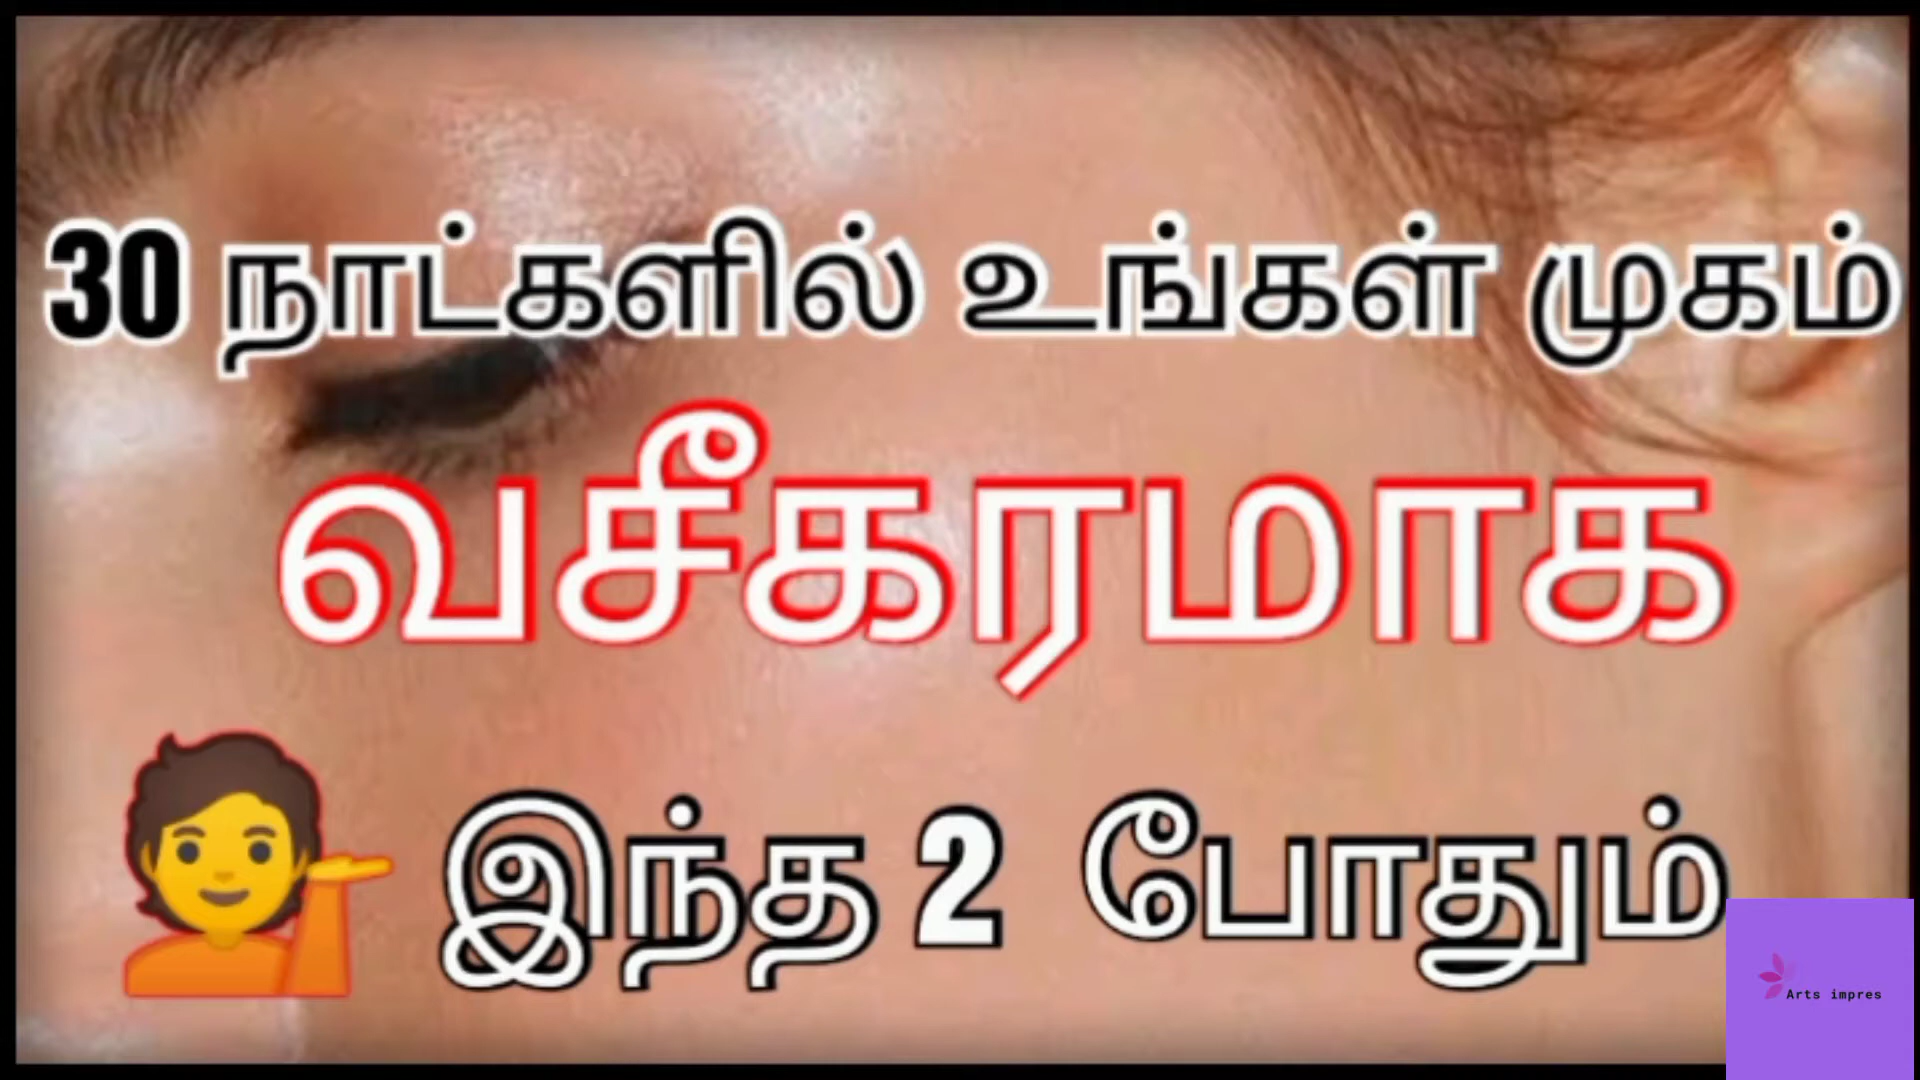 30 நாட்களில் உங்கள் முகம்
வசீகரமாக
இந்த 2 போதும்
Arts impres